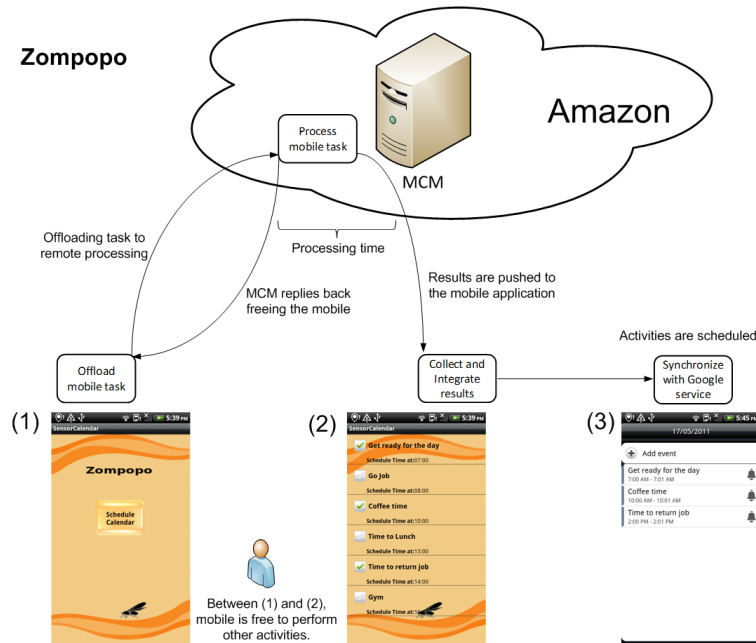 Zompopo
Amazon
Process
mobile task
MCM
Offloading task to
remote processing
Processing time
MCM replies back
freeing the mobile
Results are pushed to
the mobile application
Activities are scheduled
Offload
mobile task
Collect and
Integrate
results
Synchronize
with Google
service
(1)
5:39 PM
SensorCalendar
Zompopo
Schedule
Calendar
Between (1) and (2),
mobile is free to perform
other activities.
(2)
5:39 PM
SensorCalendar
Get ready for the day
Schedule Time at:07:00
Go Job
Schedule Time at:08:00
Coffee time
Schedule Time at:10:00
Time to Lunch
Schedule Time at:13:00
Time to return job
Schedule Time at:14:00
Gym
Schedule Time at:
(3)
5:45 PM
17/05/2011
Add event
Get ready for the day
7:00 AM - 7:01 AM
Coffee time
10:00 AM - 10:01 AM
Time to return job
2:00 PM - 2:01 PM